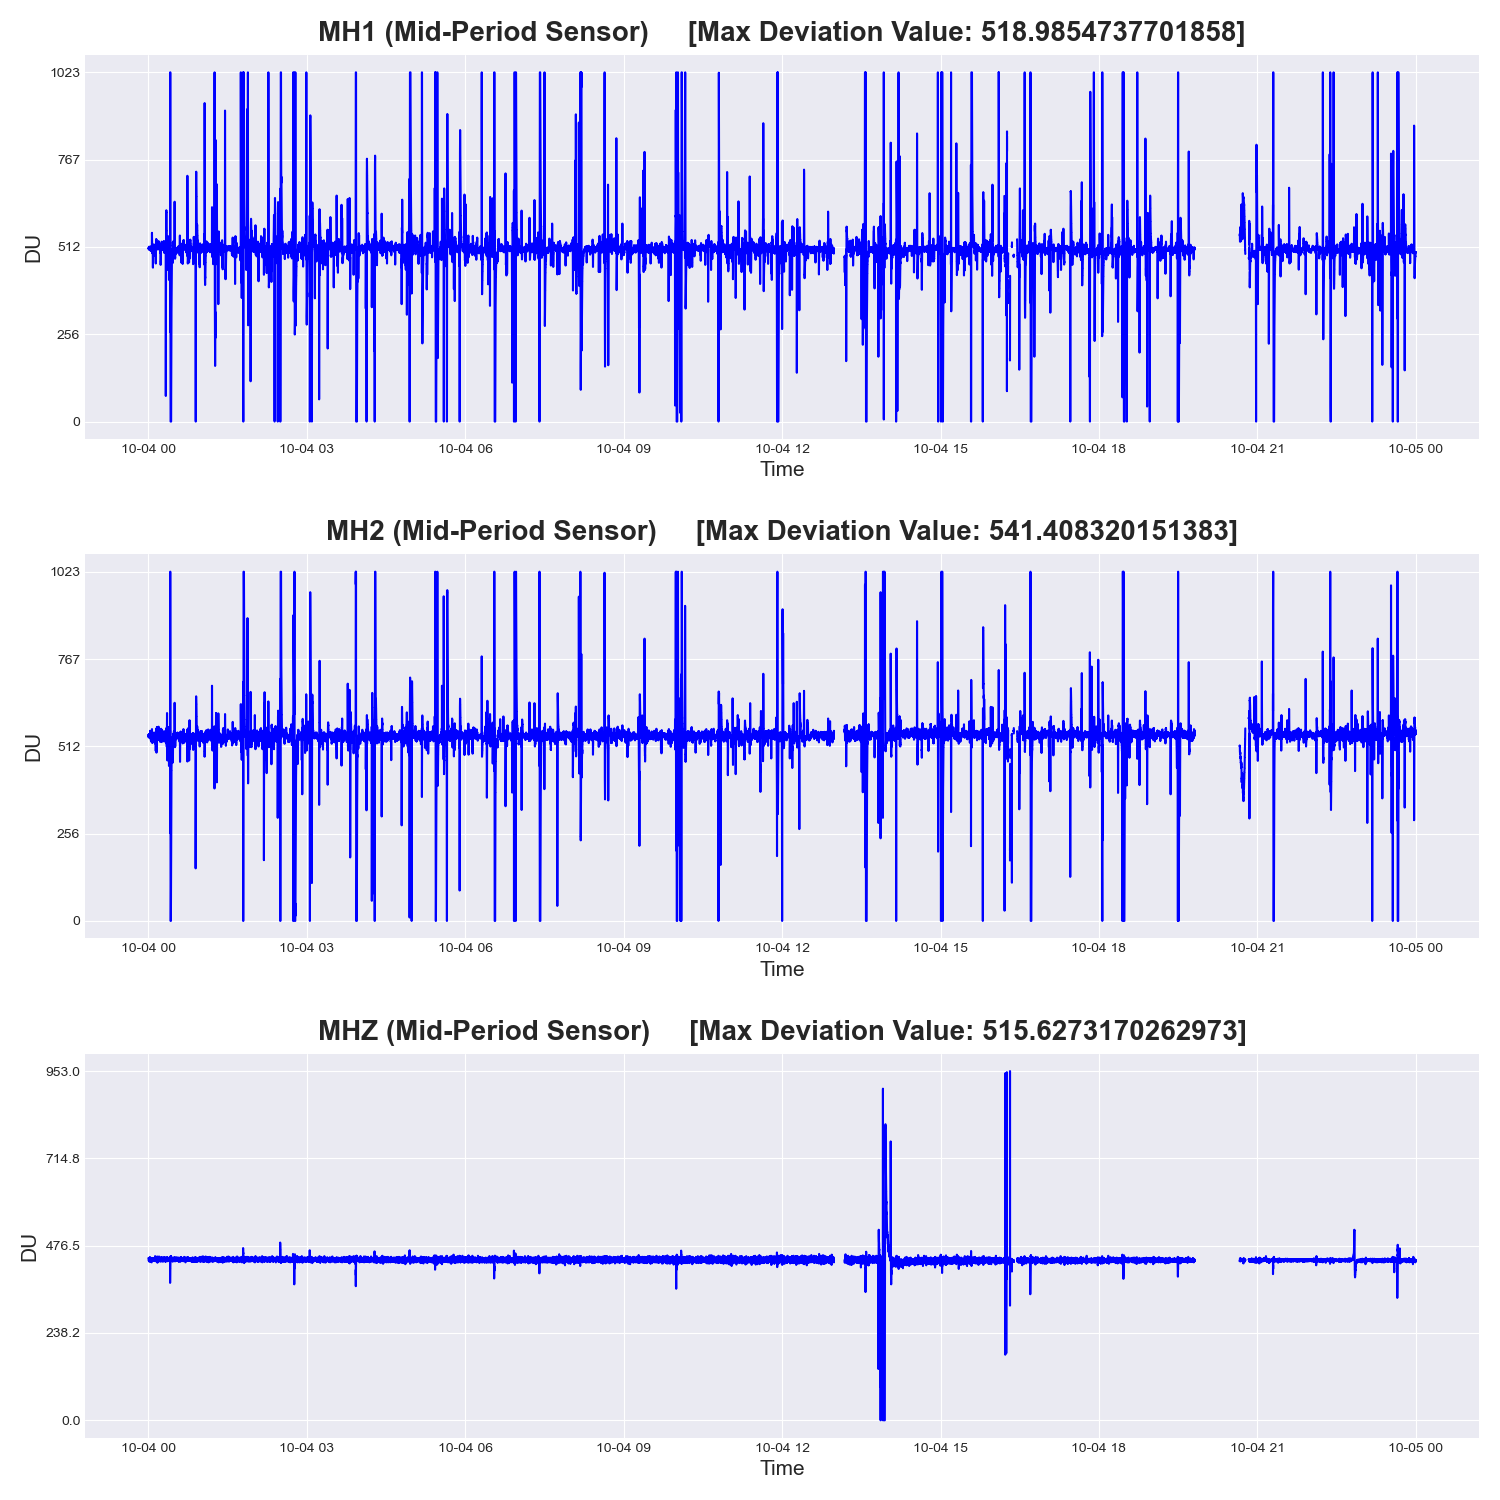 MH1 (Mid-Period Sensor) [Max Deviation Value: 518.9854737701858]
1023
767
512
256
0
DU
10-04 00 10-04 03 10-04 06 10-04 09 10-04 12 10-04 15 10-04 18 10-04 21 10-05 00
Time
MH2 (Mid-Period Sensor) [Max Deviation Value: 541.408320151383]
1023
767
512
256
0
DU
10-04 00 10-04 03 10-04 06 10-04 09 10-04 12 10-04 15 10-04 18 10-04 21 10-05 00
Time
MHZ (Mid-Period Sensor) [Max Deviation Value: 515.6273170262973]
953.0
714.8
476.5
238.2
0.0
DU
10-04 00 10-04 03 10-04 06 10-04 09 10-04 12 10-04 15 10-04 18 10-04 21 10-05 00
Time